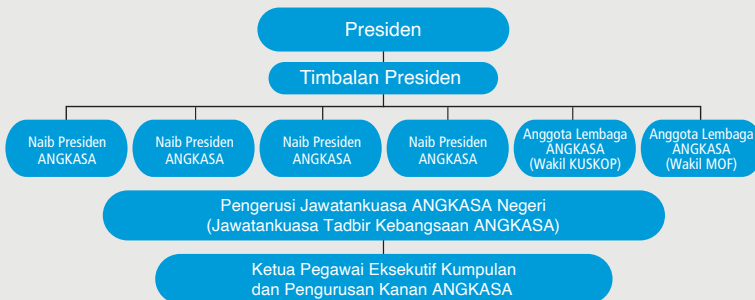 Presiden
Timbalan Presiden
Naib Presiden
ANGKASA
Naib Presiden
ANGKASA
Naib Presiden
ANGKASA
Naib Presiden
ANGKASA
Anggota Lembaga
ANGKASA
(Wakil KUSKOP)
Anggota Lembaga
ANGKASA
(Wakil MOF)
Pengerusi Jawatankuasa ANGKASA Negeri
(Jawatankuasa Tadbir Kebangsaan ANGKASA)
Ketua Pegawai Eksekutif Kumpulan
dan Pengurusan Kanan ANGKASA